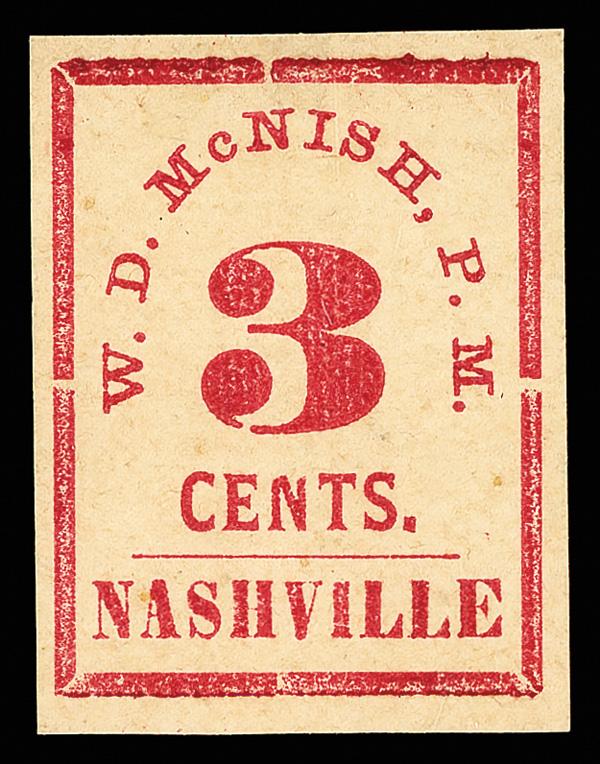 W. D. McNISH, P. M.
3
CENTS.
NASHVILLE